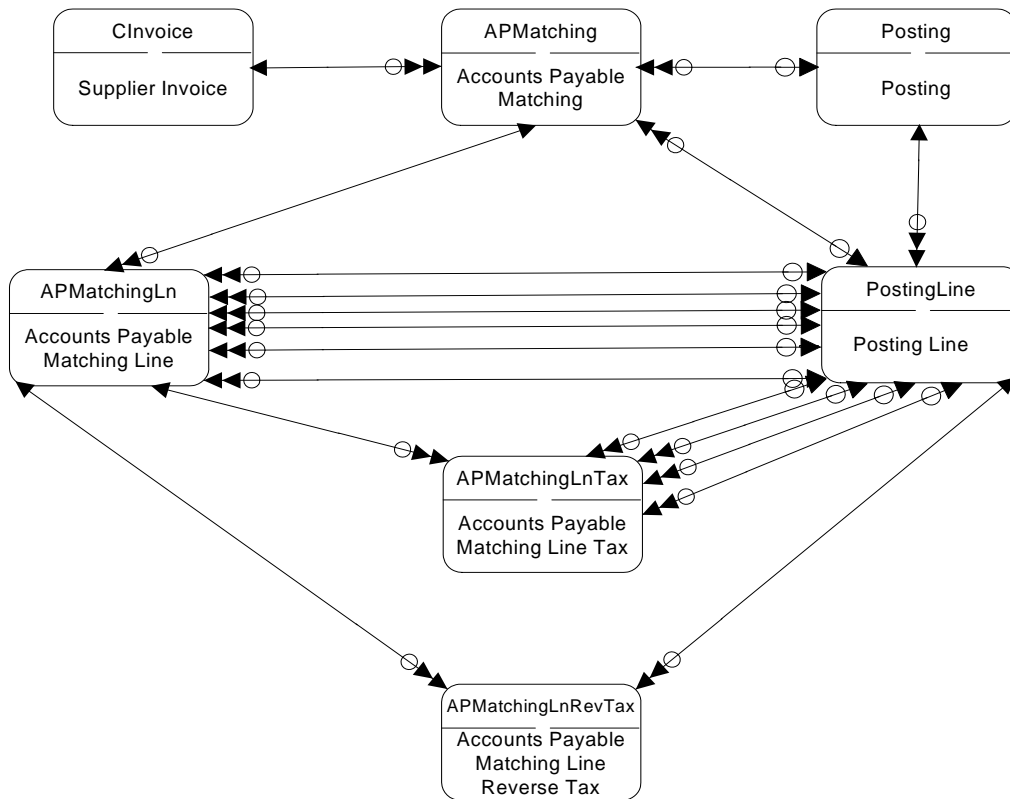 CInvoice
Supplier Invoice
APMatching
Accounts Payable
Matching
Posting
Posting
APMatchingLn
Accounts Payable
Matching Line
PostingLine
Posting Line
APMatchingLnTax
Accounts Payable
Matching Line Tax
APMatchingLnRevTax
Accounts Payable
Matching Line
Reverse Tax